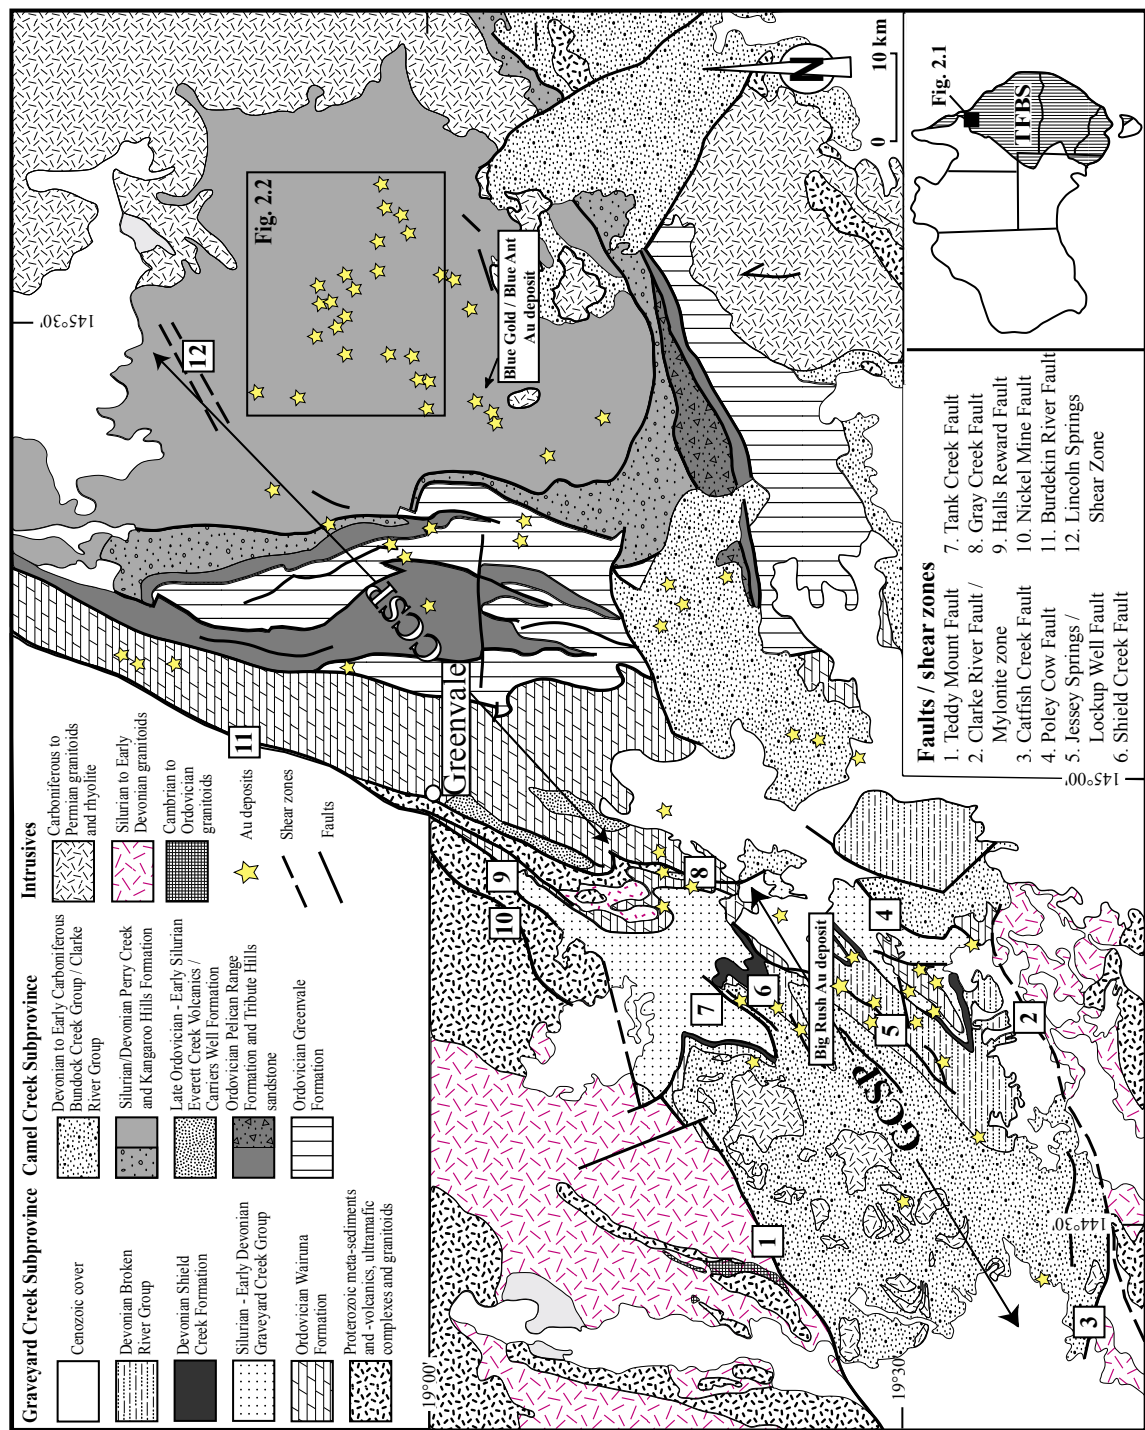 Graveyard Creek Subprovince
Cenozoic cover
Devonian Broken
River Group
Devonian Shield
Creek Formation
Silurian - Early Devonian
Graveyard Creek Group
Ordovician Wairuna
Formation
Proterozoic meta-sediments
and -volcanics, ultramafic
complexes and granitoids
Camel Creek Subprovince
Devonian to Early Carboniferous
Bundock Creek Group / Clarke
River Group
Silurian/Devonian Perry Creek
and Kangaroo Hills Formation
Late Ordovician - Early Silurian
Everett Creek Volcanics /
Carriers Well Formation
Ordovician Pelican Range
Formation and Tribute Hills
sandstone
Ordovician Greenvale
Formation
Intrusives
Carboniferous to
Permian granitoids
and rhyolite
Silurian to Early
Devonian granitoids
Cambrian to
Ordovician
granitoids
Au deposits
Shear zones
Faults
145°30'
Fig. 2.2
12
11
CCSP
Greenvale
Blue Gold / Blue Ant
Au deposit
N
0
10 km
19°00'
10
9
8
7
6
Big Rush Au deposit
5
4
GCSP
1
2
3
19°30'
144°30'
145°00'
Faults / shear zones
1. Teddy Mount Fault
2. Clarke River Fault /
Mylonite zone
3. Catfish Creek Fault
4. Poley Cow Fault
5. Jessey Springs /
Lockup Well Fault
6. Shield Creek Fault
7. Tank Creek Fault
8. Gray Creek Fault
9. Halls Reward Fault
10. Nickel Mine Fault
11. Burdekin River Fault
12. Lincoln Springs
Shear Zone
Fig. 2.1
TFBS